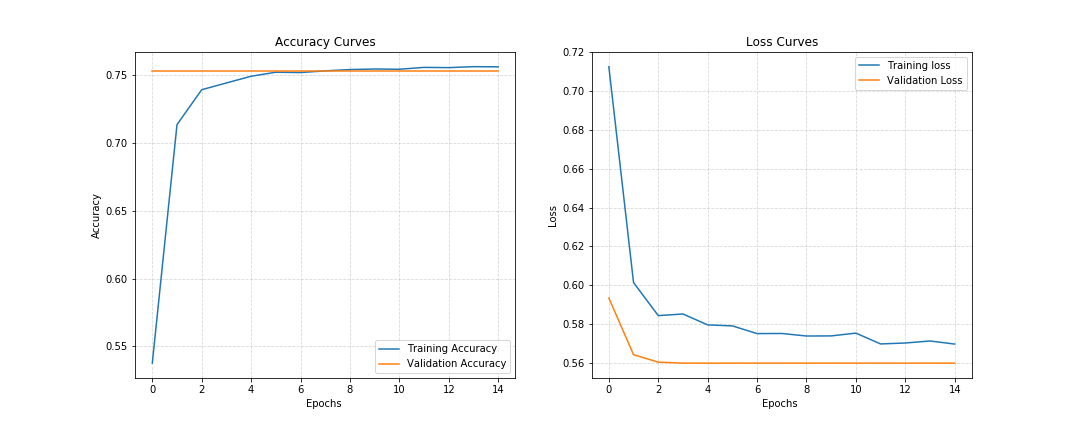 Accuracy Curves
0.75
0.70
0.65
0.60
0.55
Accuracy
0 2 4 6 8 10 12 14
Epochs
Training Accuracy
Validation Accuracy
Loss Curves
0.72
0.70
0.68
0.66
0.64
0.62
0.60
0.58
0.56
Loss
0 2 4 6 8 10 12 14
Epochs
Training loss
Validation Loss